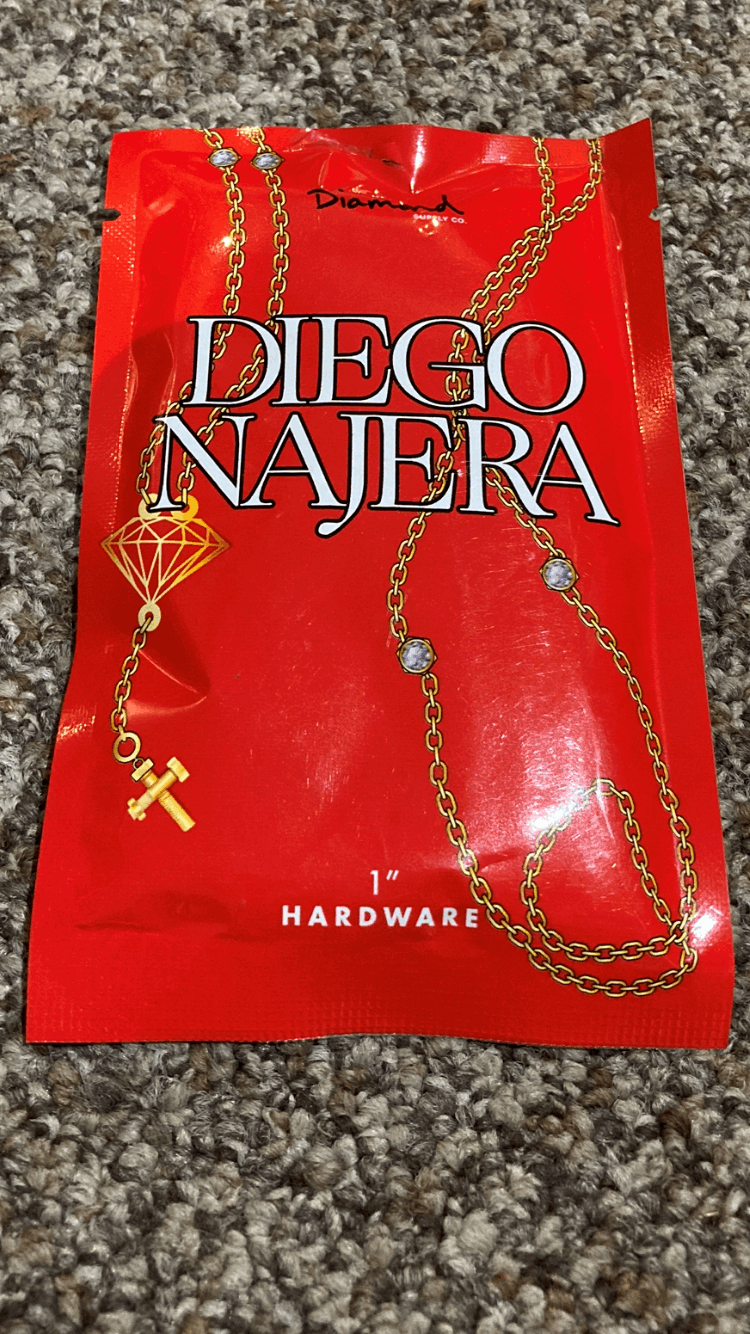 Diamond
SUPPLY CO.
DIEGO
NAJERA
1"
HARDWARE